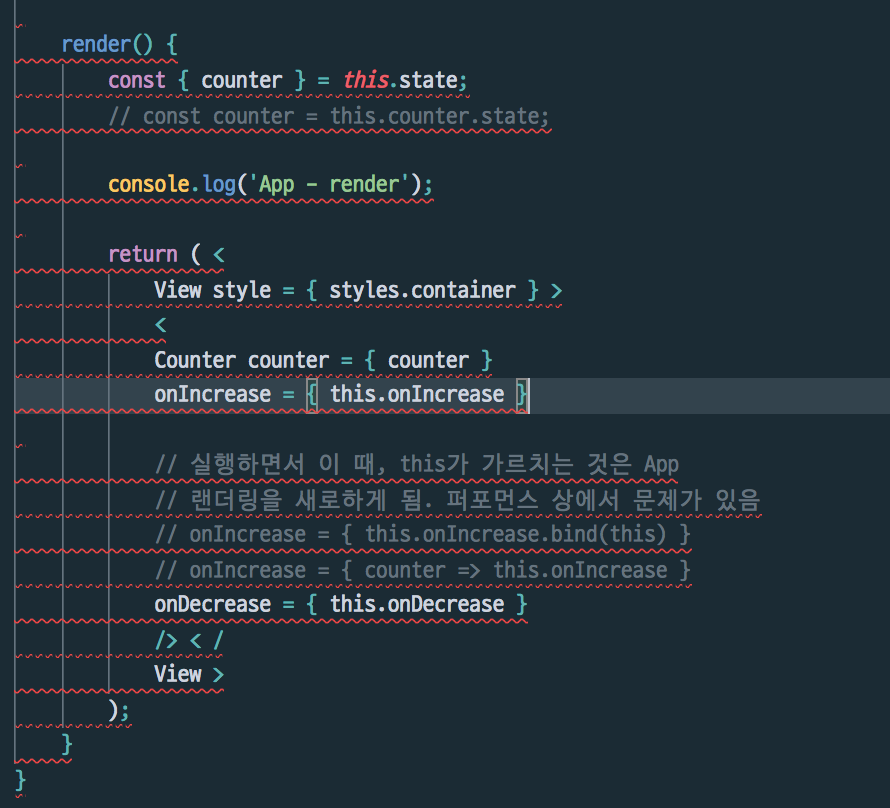 render() {
const { counter } = this.state;
// const counter = this.counter.state;
console.log('App - render');
return ( <
View style = { styles.container } >
<
Counter counter = { counter }
onIncrease = { this.onIncrease }
// 실행하면서 이 때, this가 가르치는 것은 App
// 랜더링을 새로하게 됨. 퍼포먼스 상에서 문제가 있음
// onIncrease = { this.onIncrease.bind(this) }
// onIncrease = { counter => this.onIncrease }
onDecrease = { this.onDecrease }
/> < /
View >
);
}
}